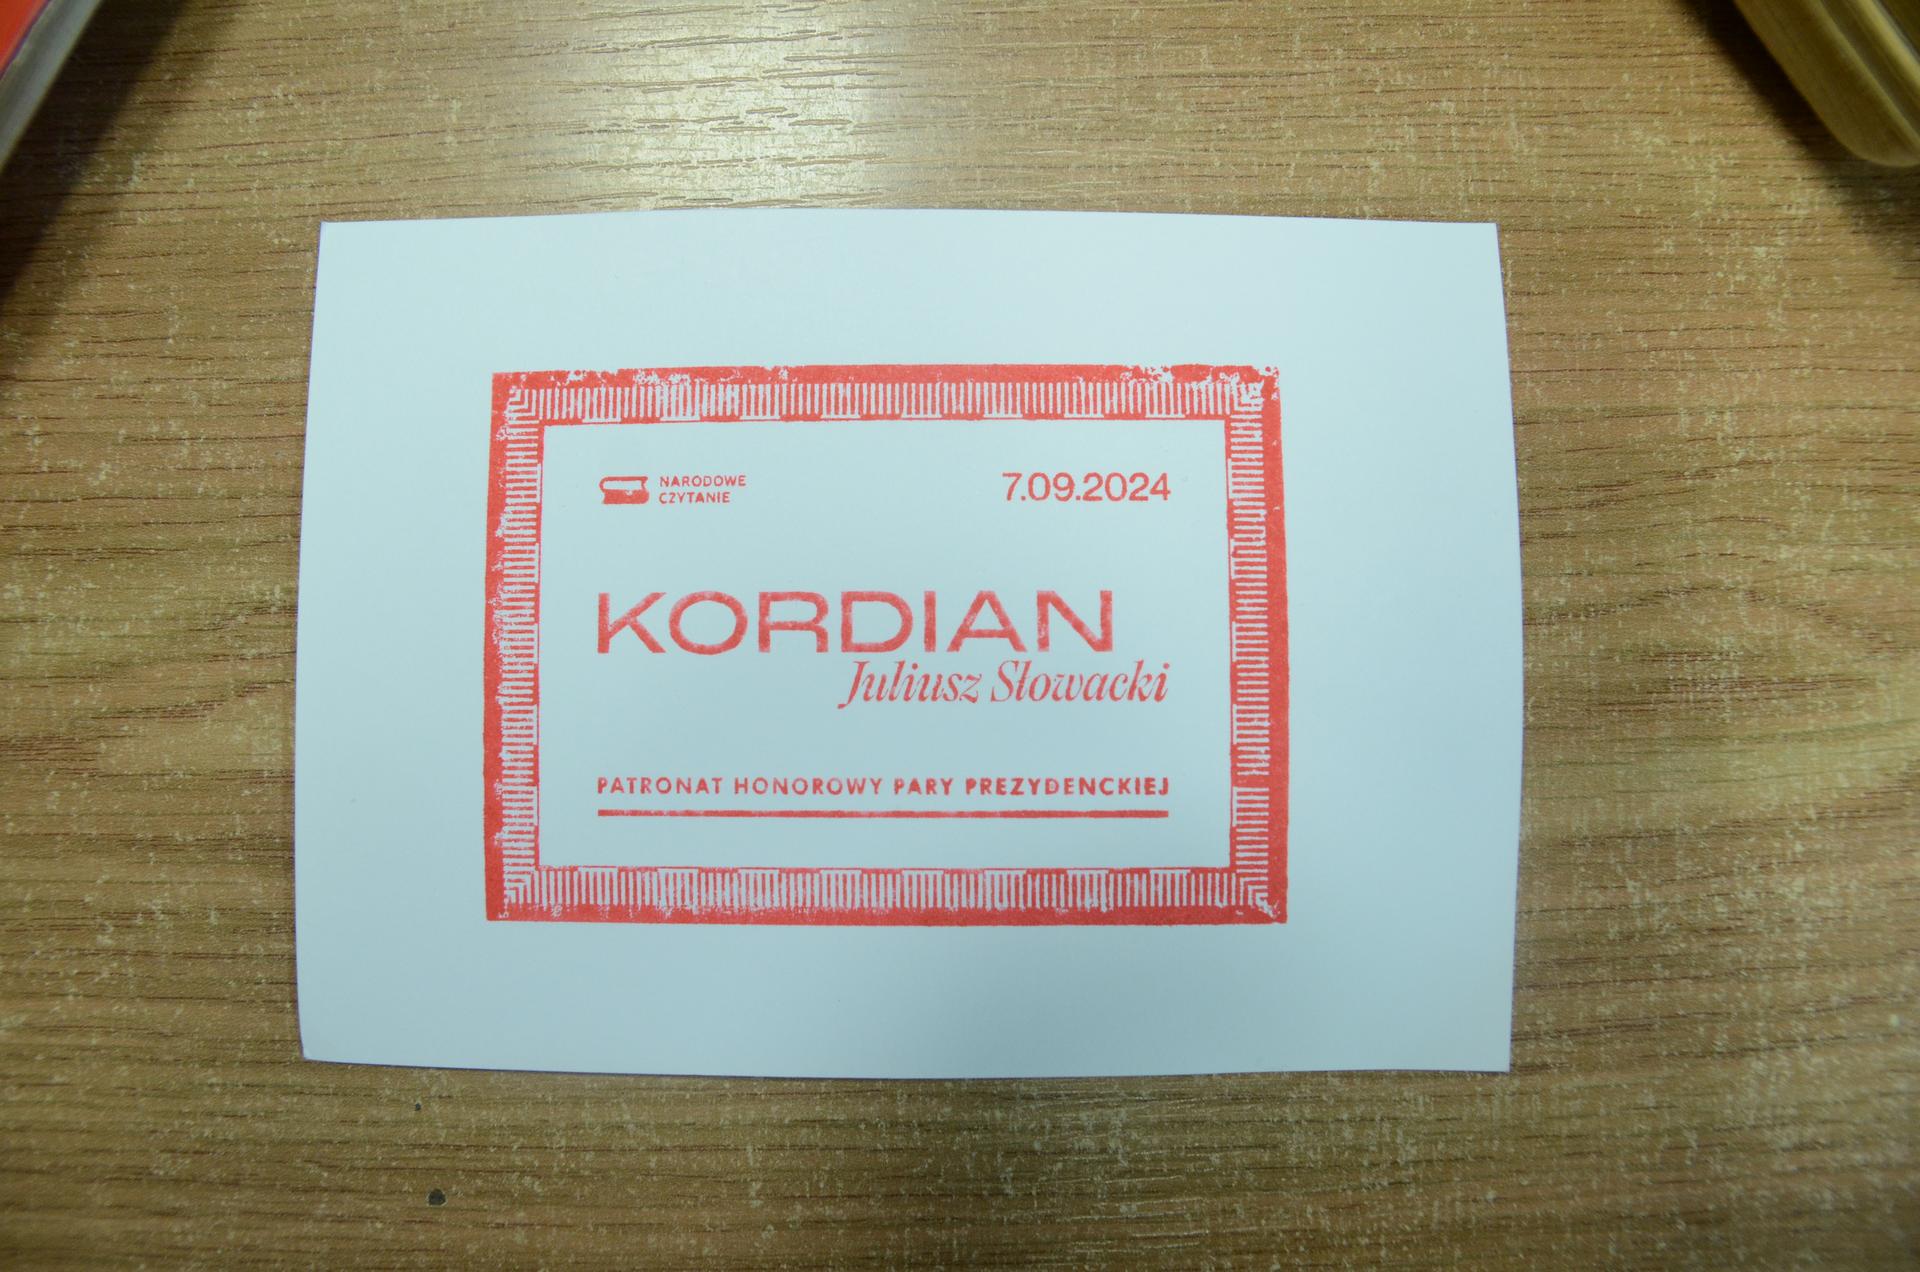 NARODOWE
CZYTANIE
7.09.2024
KORDIAN
Juliusz Słowacki
PATRONAT HONOROWY PARY PREZYDENCKIEJ